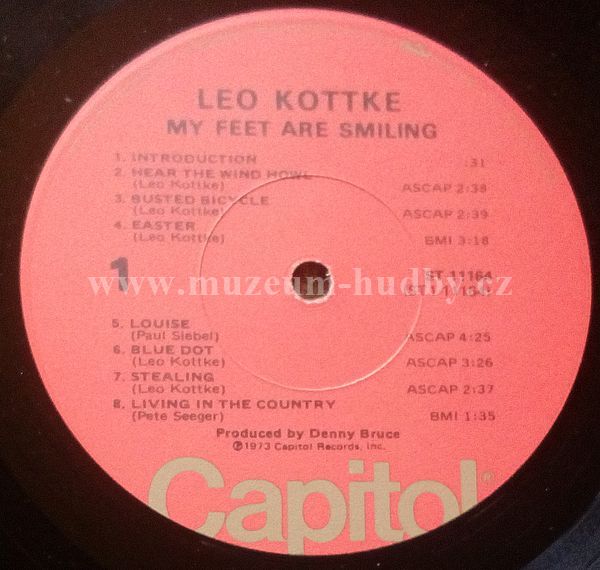 LEO KOTTKE
MY FEET ARE SMILING
1. INTRODUCTION :31
2. HEAR THE WIND HOWL
(Leo Kottke) ASCAP 2:38
3. BUSTED BICYCLE
(Leo Kottke) ASCAP 2:39
4. EASTER
(Leo Kottke) BMI 3:18
1
ST 11164
www.muzeum-hudby.cz
5. LOUISE
(Paul Siebel) ASCAP 4:25
6. BLUE DOT
(Leo Kottke) ASCAP 3:26
7. STEALING
(Leo Kottke) ASCAP 2:37
8. LIVING IN THE COUNTRY
(Pete Seeger) BMI 1:35
Produced by Denny Bruce
℗1973 Capitol Records, Inc.
Capitol®